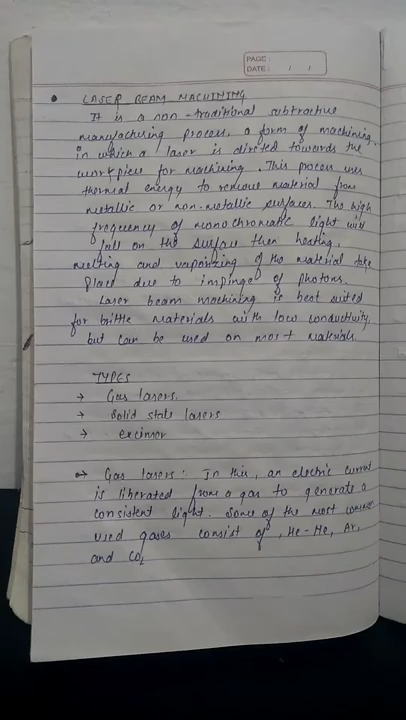 PAGE :
DATE : / /
• LASER BEAM MACHINING
It is a non-traditional subtractive
manufacturing process, a form of machining,
in which a laser is directed towards the
workpiece for machining. This process uses
thermal energy to remove material from
metallic or non-metallic surfaces. The high
frequency of monochromatic light will
fall on the surface then heating,
melting and vaporizing of the material take
place due to impinge of photons.
Laser beam machining is best suited
for brittle materials with low conductivity,
but can be used on most materials.
TYPES
→ Gas lasers.
→ Solid state lasers
→ excimor
→ Gas lasers: In this, an electric current
is liberated from a gas to generate a
consistent light. Some of the most
used gases consist of, He-He, Ar,
and CO2